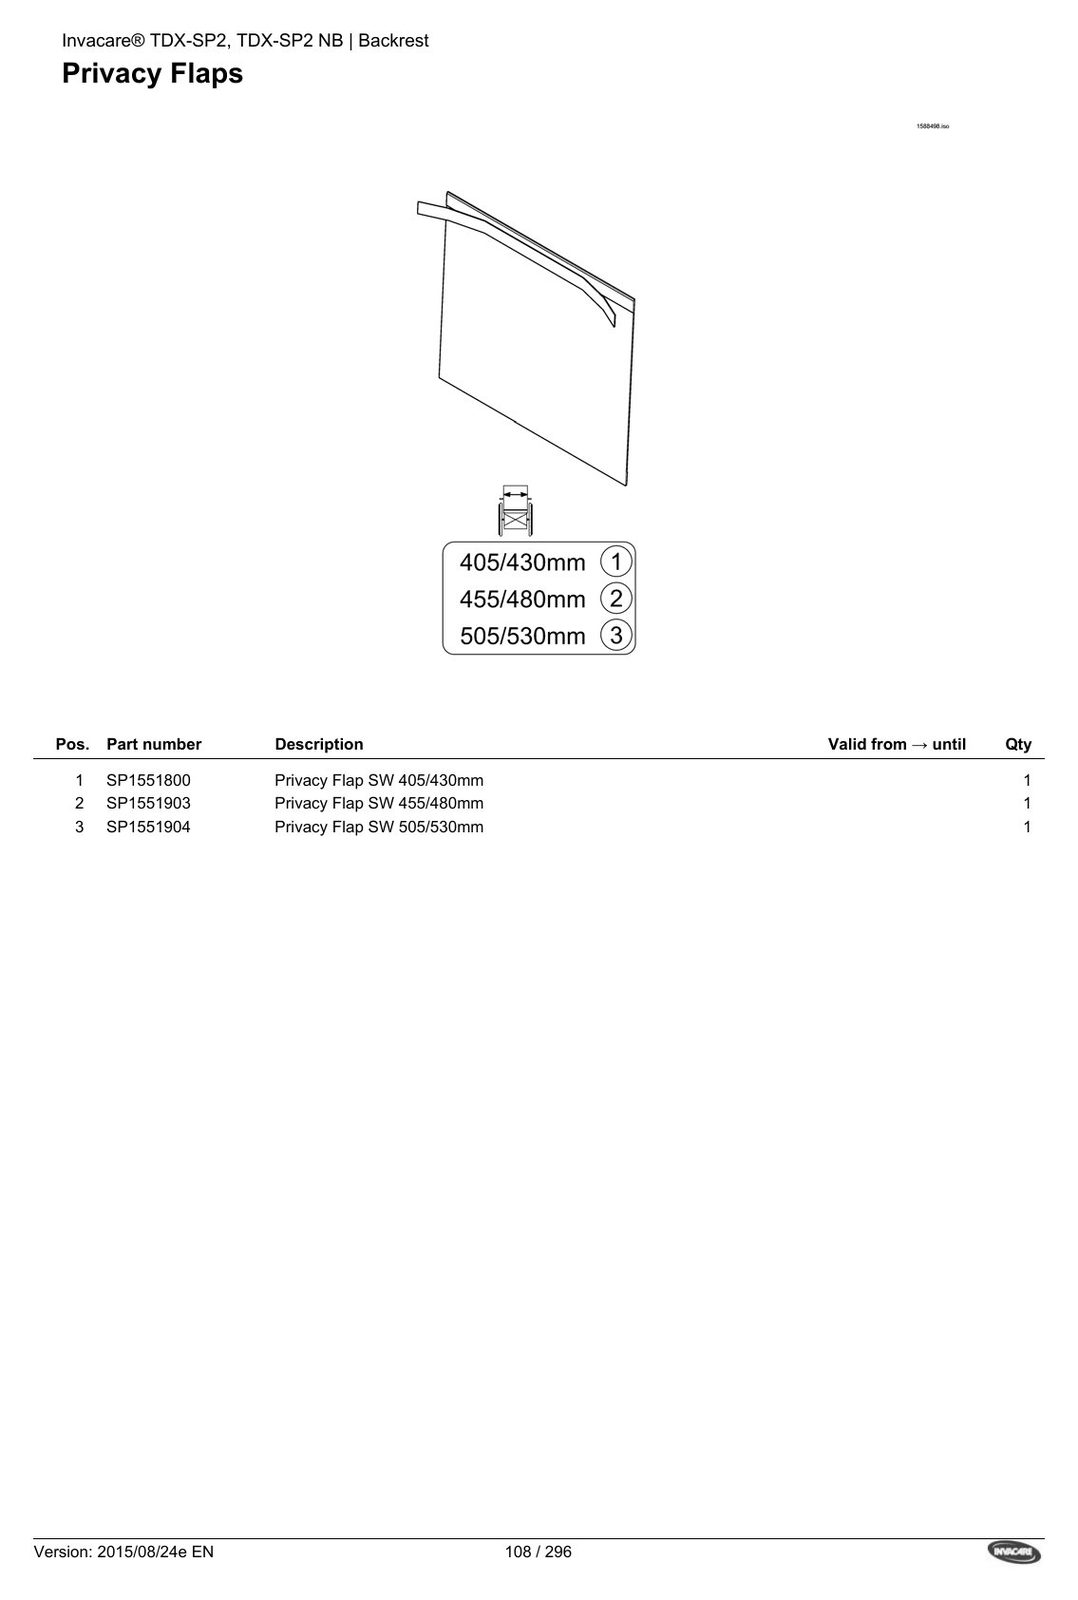 Invacare® TDX-SP2, TDX-SP2 NB | Backrest
Privacy Flaps
1588498.iso
405/430mm 1
455/480mm 2
505/530mm 3
Pos. Part number Description Valid from → until Qty
1 SP1551800 Privacy Flap SW 405/430mm 1
2 SP1551903 Privacy Flap SW 455/480mm 1
3 SP1551904 Privacy Flap SW 505/530mm 1
Version: 2015/08/24e EN 108 / 296 INVACARE